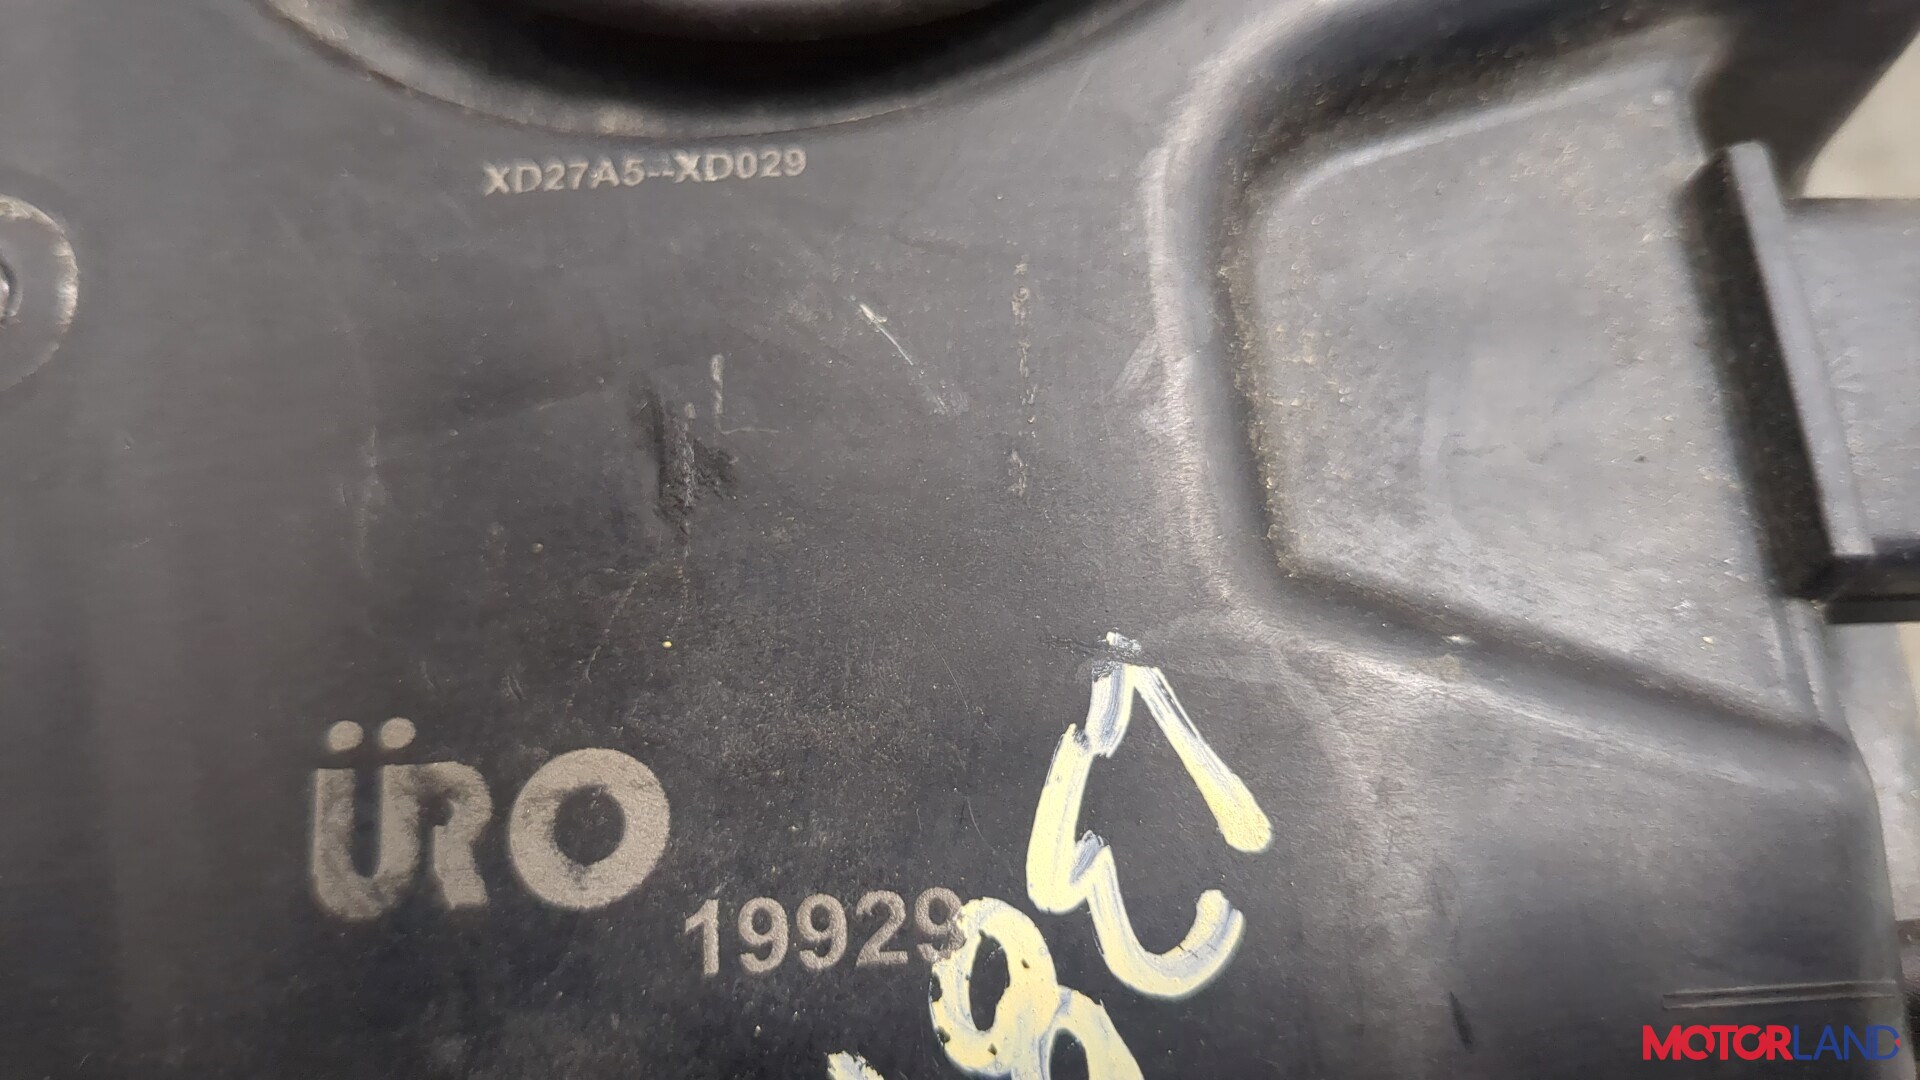 XD27A5--XD029
ÜRO
19929
MOTORLAND